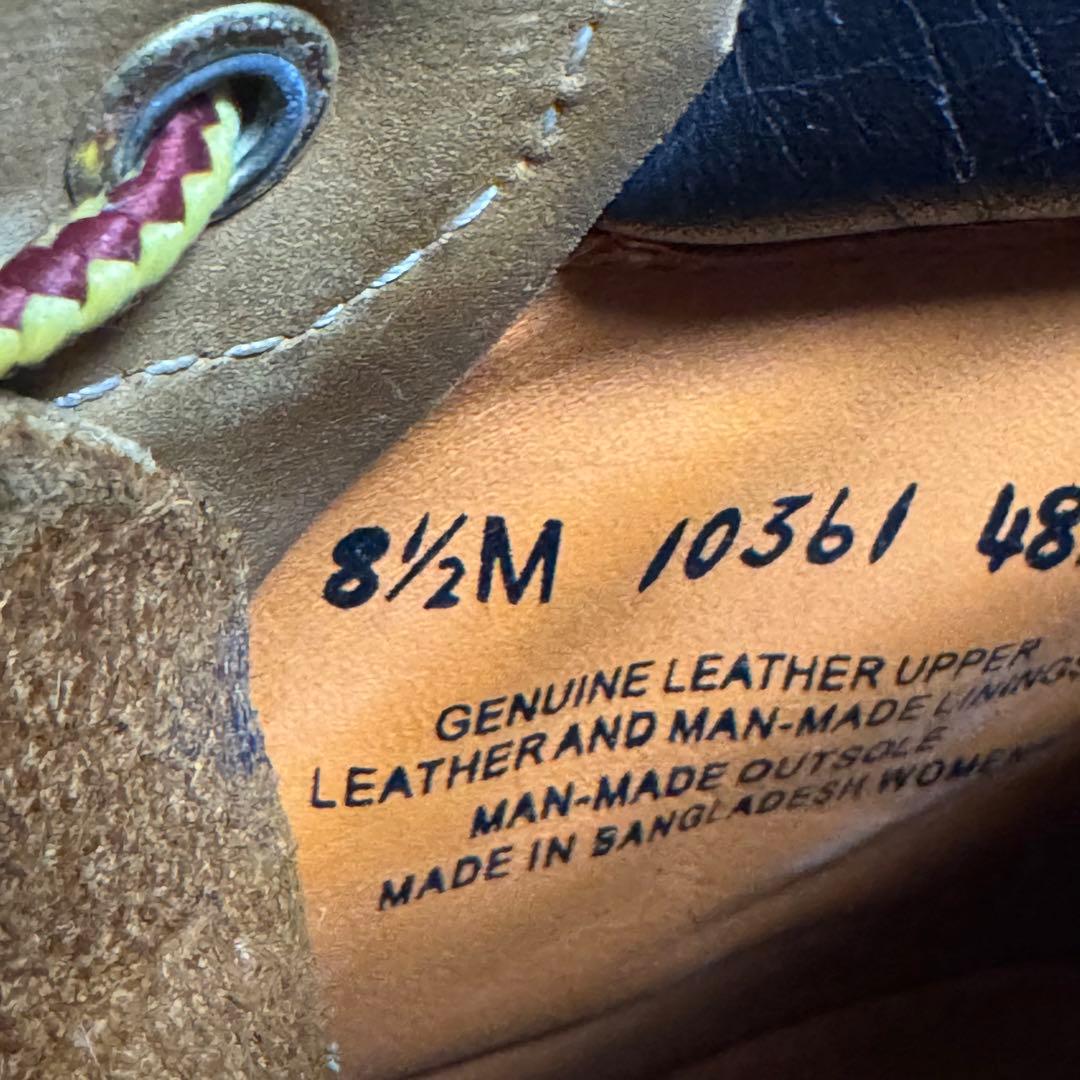 8½M 10361 48
GENUINE LEATHER UPPER
LEATHER AND MAN-MADE LININGS
MAN-MADE OUTSOLE
MADE IN BANGLADESH WOMEN